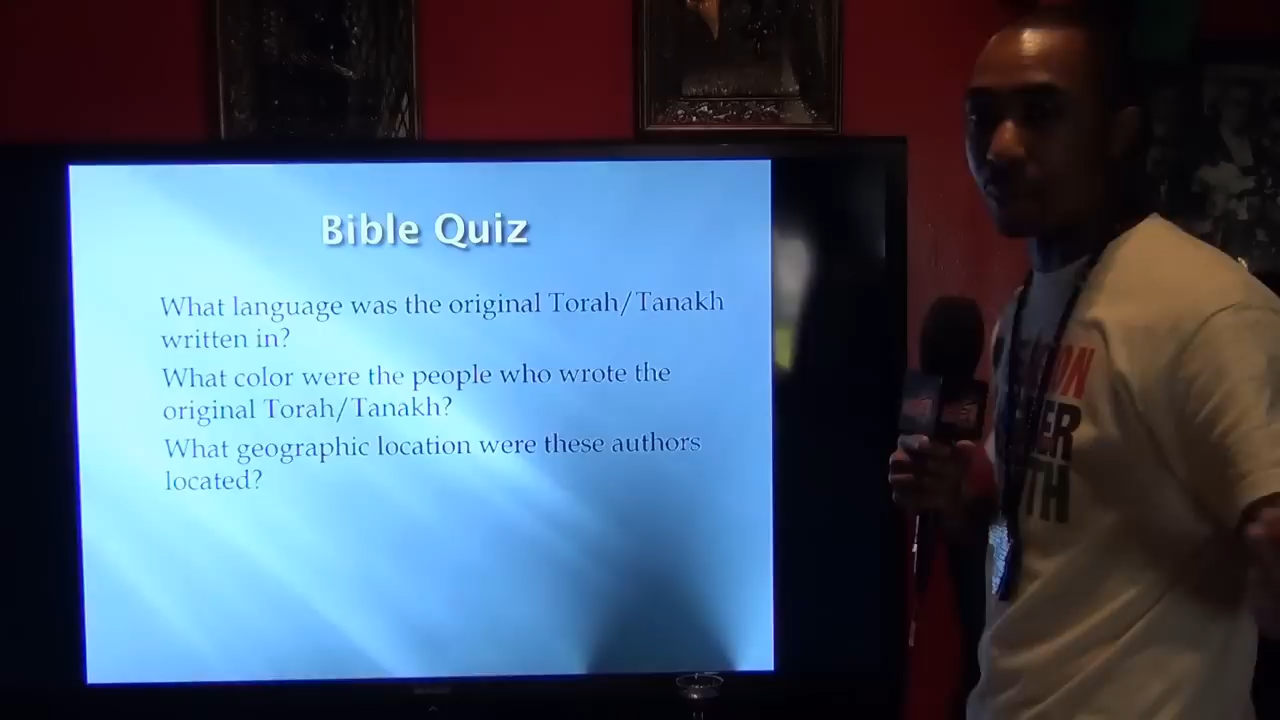 Bible Quiz
What language was the original Torah/Tanakh
written in?
What color were the people who wrote the
original Torah/Tanakh?
What geographic location were these authors
located?